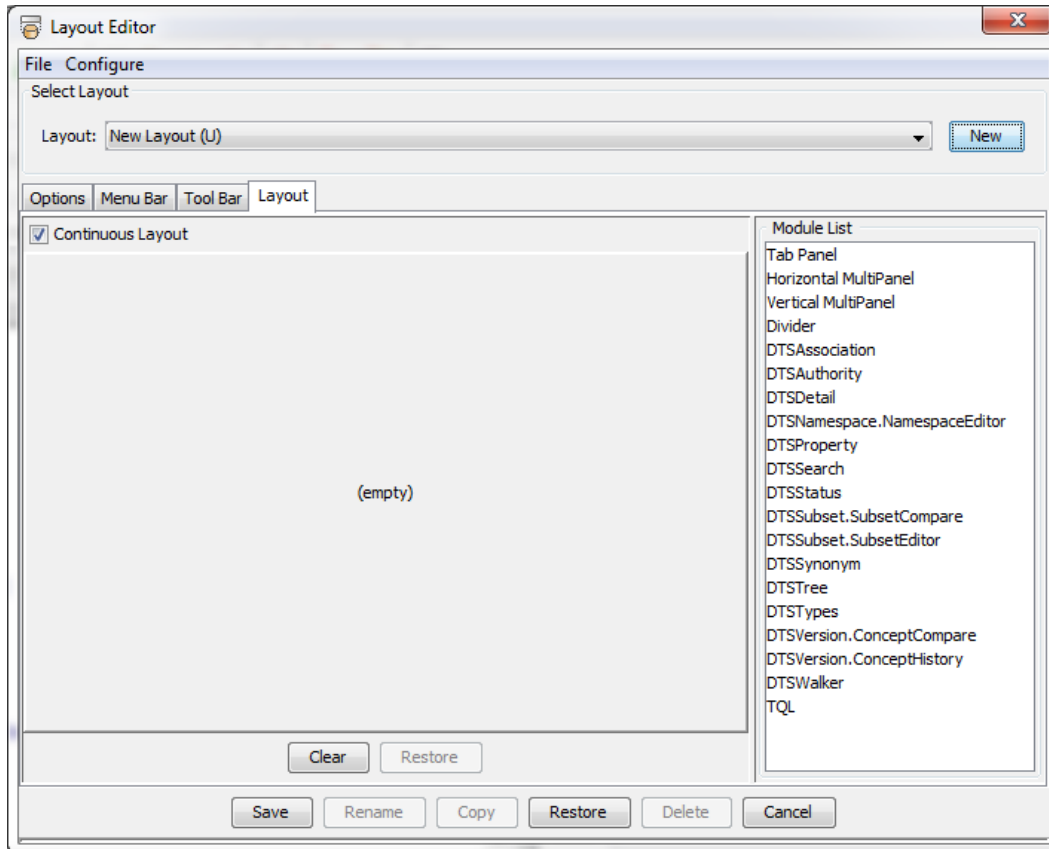 Layout Editor
File Configure
Select Layout
Layout: New Layout (U) New
Options Menu Bar Tool Bar Layout
Continuous Layout
(empty)
Clear Restore
Module List
Tab Panel
Horizontal MultiPanel
Vertical MultiPanel
Divider
DTSAssociation
DTSAuthority
DTSDetail
DTSNamespace.NamespaceEditor
DTSProperty
DTSSearch
DTSStatus
DTSSubset.SubsetCompare
DTSSubset.SubsetEditor
DTSSynonym
DTSTree
DTSTypes
DTSVersion.ConceptCompare
DTSVersion.ConceptHistory
DTSWalker
TQL
Save Rename Copy Restore Delete Cancel